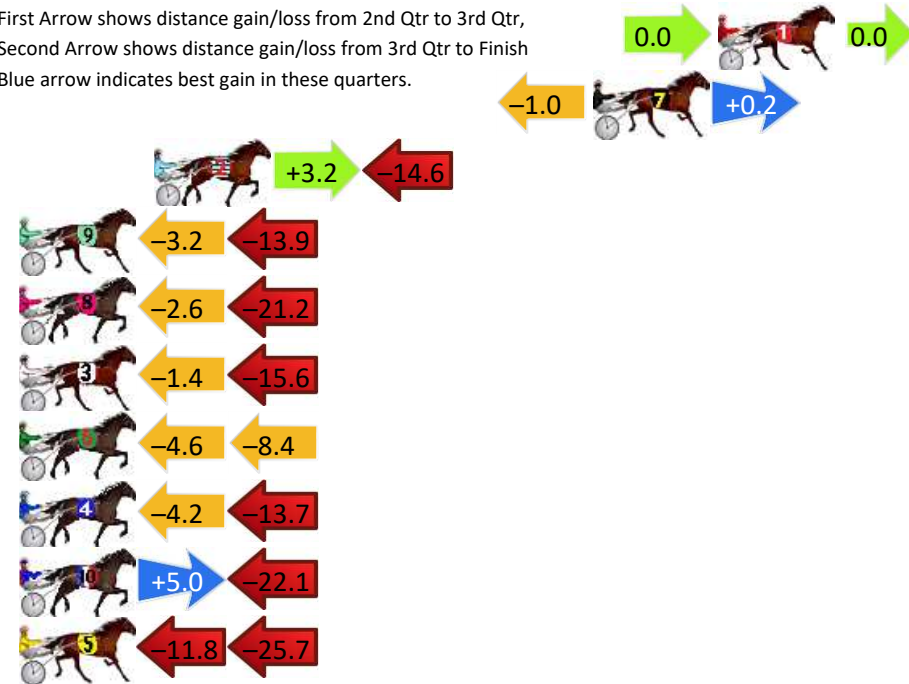 First Arrow shows distance gain/loss from 2nd Qtr to 3rd Qtr,
Second Arrow shows distance gain/loss from 3rd Qtr to Finish
Blue arrow indicates best gain in these quarters.
0.0 1 0.0
–1.0 7 +0.2
2 +3.2 –14.6
9 –3.2 –13.9
8 –2.6 –21.2
3 –1.4 –15.6
6 –4.6 –8.4
4 –4.2 –13.7
10 +5.0 –22.1
5 –11.8 –25.7